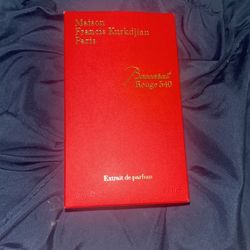 Maison
Francis Kurkdjian
Paris
Baccarat
Rouge 540
Extrait de parfum